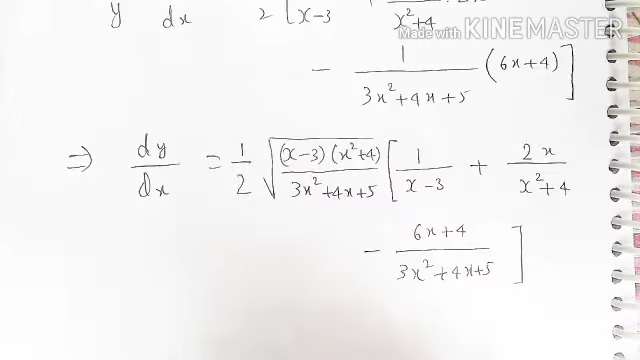 y dx 2 [ x-3 x²+4
Made with KINEMASTER
- 1/(3x²+4x+5) (6x+4) ]
⇒ dy/dx = 1/2 √((x-3)(x²+4)/(3x²+4x+5)) [ 1/(x-3) + 2x/(x²+4)
- (6x+4)/(3x²+4x+5) ]